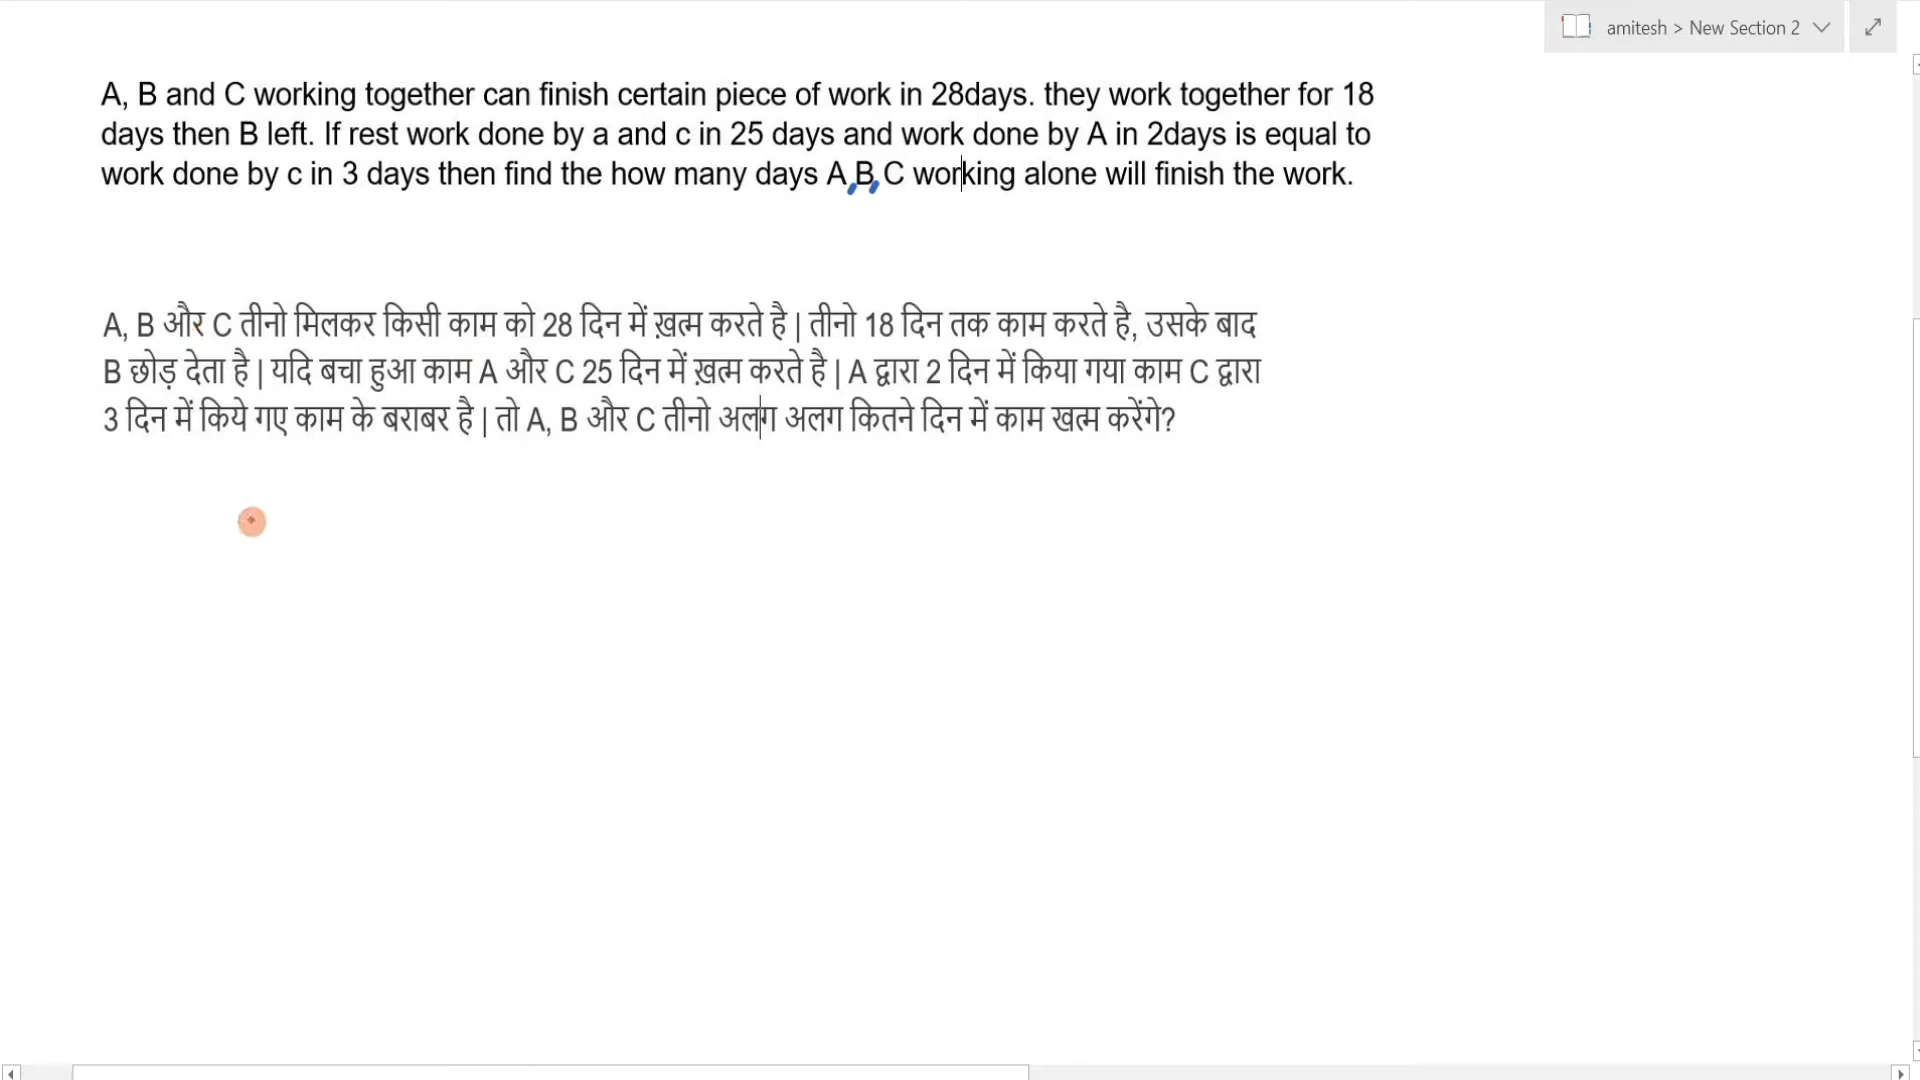 amitesh > New Section 2
A, B and C working together can finish certain piece of work in 28days. they work together for 18
days then B left. If rest work done by a and c in 25 days and work done by A in 2days is equal to
work done by c in 3 days then find the how many days A,B,C working alone will finish the work.
A, B और C तीनो मिलकर किसी काम को 28 दिन में ख़त्म करते है | तीनो 18 दिन तक काम करते है, उसके बाद
B छोड़ देता है | यदि बचा हुआ काम A और C 25 दिन में ख़त्म करते है | A द्वारा 2 दिन में किया गया काम C द्वारा
3 दिन में किये गए काम के बराबर है | तो A, B और C तीनो अलग अलग कितने दिन में काम खत्म करेंगे?